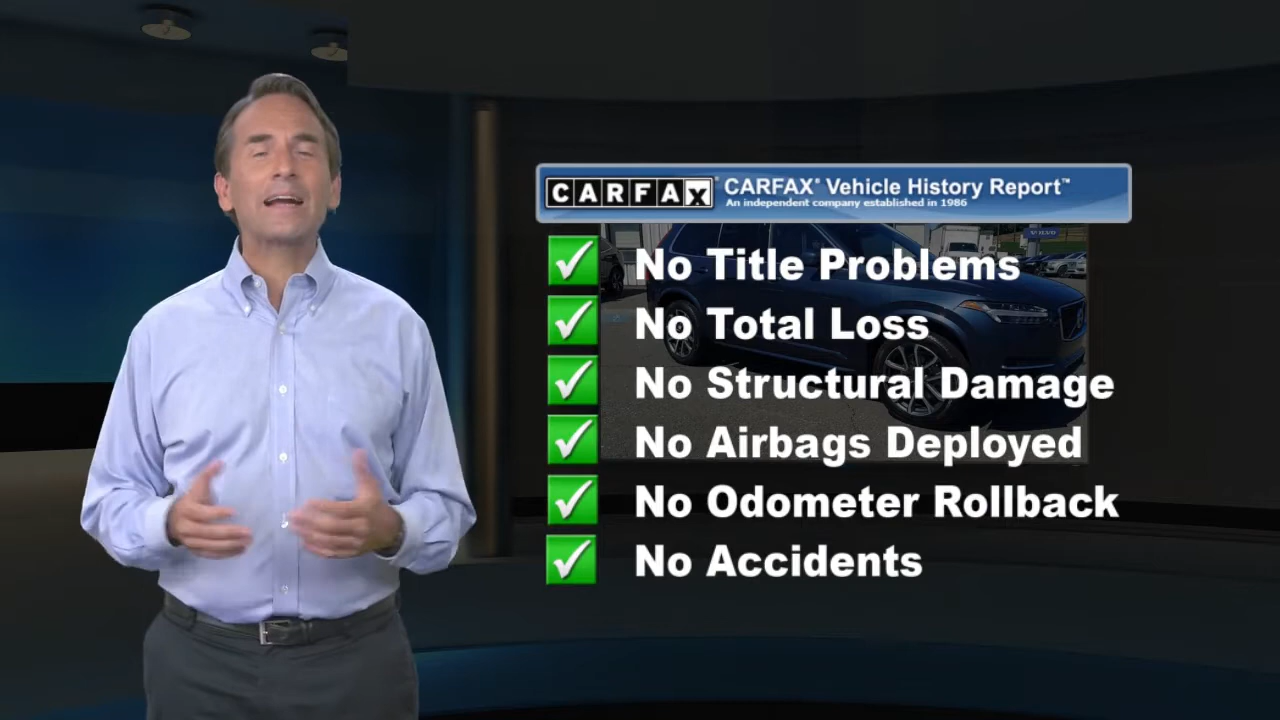 CARFAX® CARFAX® Vehicle History Report™
An independent company established in 1986
No Title Problems
No Total Loss
No Structural Damage
No Airbags Deployed
No Odometer Rollback
No Accidents